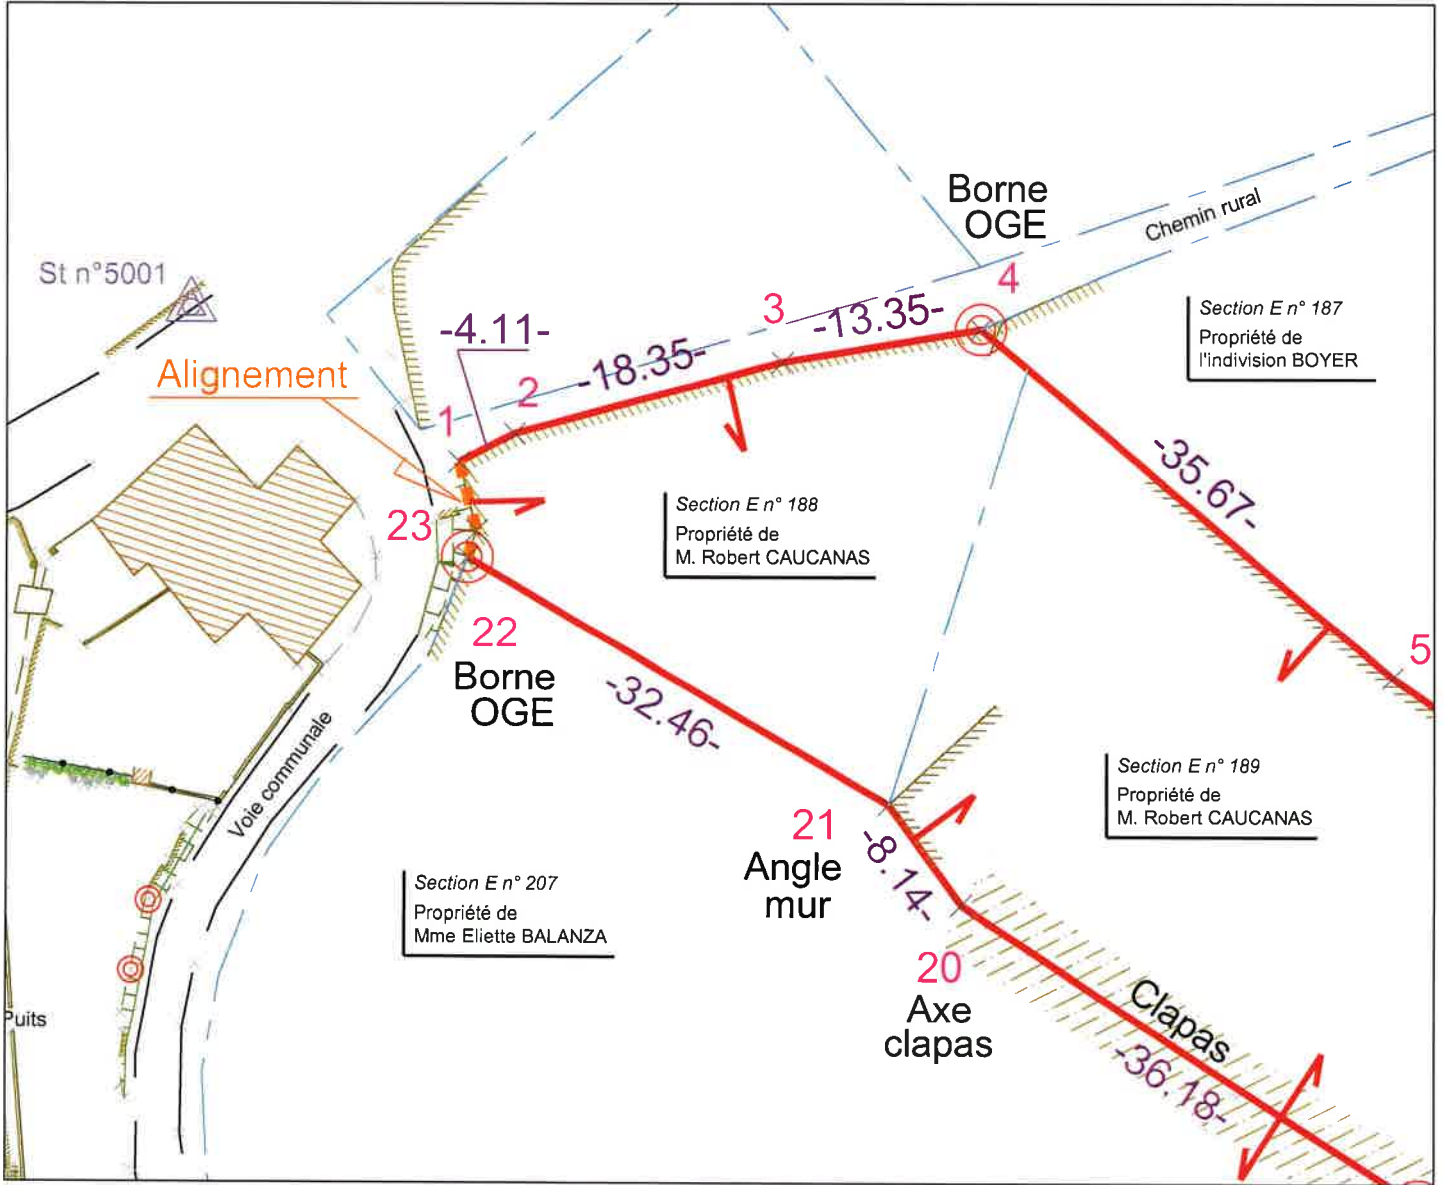 Borne
OGE
Chemin rural
St n°5001
4
3
-13.35-
-4.11-
Section E n° 187
Propriété de
l'indivision BOYER
-18.35-
Alignement
2
1
-35.67-
Section E n° 188
Propriété de
M. Robert CAUCANAS
23
22
Borne
OGE
5
-32.46-
Voie communale
Section E n° 189
Propriété de
M. Robert CAUCANAS
21
Angle
mur
-8.14-
Section E n° 207
Propriété de
Mme Eliette BALANZA
20
Axe
clapas
Clapas
-36.18-
Puits